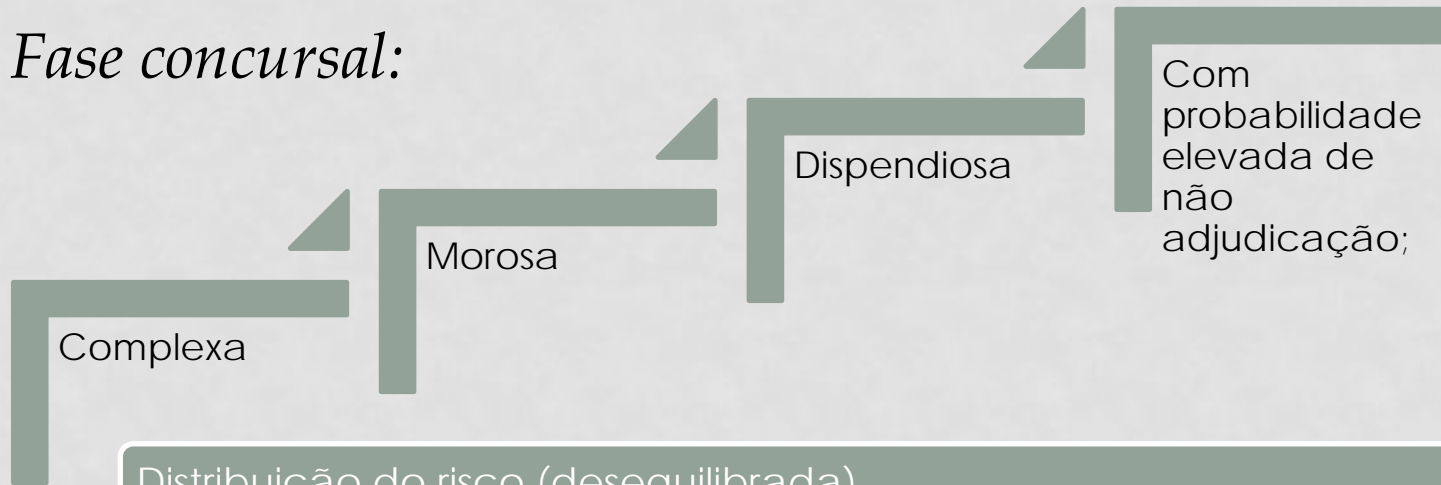 Fase concursal:
Complexa
Morosa
Dispendiosa
Com
probabilidade
elevada de
não
adjudicação;
Distribuição do risco (desequilibrada)